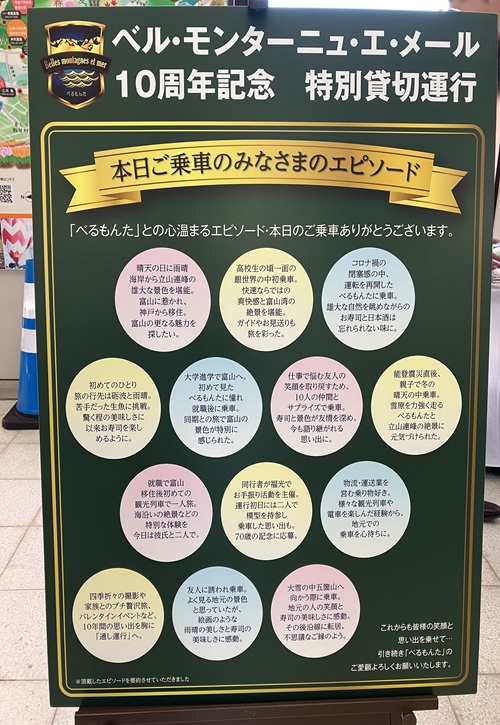 Belles montagnes et mer
べるもんた
ベル・モンターニュ・エ・メール
10周年記念 特別貸切運行
本日ご乗車のみなさまのエピソード
「べるもんた」との心温まるエピソード・本日のご乗車ありがとうございます。
晴天の日に雨晴
海岸から立山連峰の
雄大な景色を堪能。
富山に惹かれ、
神戸から移住。
富山の更なる魅力を
探したい。
高校生の頃一面の
銀世界の中初乗車。
快速ならではの
爽快感と富山湾の
絶景を堪能。
ガイドやお見送りも
旅を彩った。
コロナ禍の
閉塞感の中、
運転を再開した
べるもんたに乗車。
雄大な自然を眺めながらの
お寿司と日本酒は
忘れられない味に。
初めてのひとり
旅の行先は砺波と雨晴。
苦手だった生魚に挑戦。
驚く程の美味しさに
以来お寿司を楽し
めるように。
大学進学で富山へ。
初めて見た
べるもんたに憧れ
就職後に乗車。
同期との旅で富山の
景色が特別に
感じられた。
仕事で悩む友人の
笑顔を取り戻すため、
10人の仲間と
サプライズで乗車。
寿司と景色が友情を深め、
今も語り継がれる
思い出に。
能登震災直後、
親子で冬の
晴天の中乗車。
雪原を力強く走る
べるもんたと
立山連峰の絶景に
元気づけられた。
就職で富山
移住後初めての
観光列車で一人旅。
海沿いの絶景などの
特別な体験を
今日は彼氏と二人で。
同行者が福光で
お手振り活動を主催。
運行初日には二人で
模型を持参し
乗車した思い出も。
70歳の記念に応募。
物流・運送業を
営む乗り物好き。
様々な観光列車や
電車を楽しんだ経験から、
地元での
乗車を心待ちに。
四季折々の撮影や
家族とのプチ贅沢旅、
バレンタインイベントなど、
10年間の思い出を胸に
「通し運行」へ。
友人に誘われ乗車。
よく見る地元の景色
と思っていたが、
絵画のような
雨晴の美しさと寿司の
美味しさに感動。
大雪の中五箇山へ
向かう際に乗車。
地元の人の笑顔と
寿司の美味しさに感動。
その後沿線に転居、
不思議なご縁のよう。
これからも皆様の笑顔と
思い出を乗せて…
引き続き「べるもんた」の
ご愛顧よろしくお願いいたします。
※頂戴したエピソードを要約させていただきました